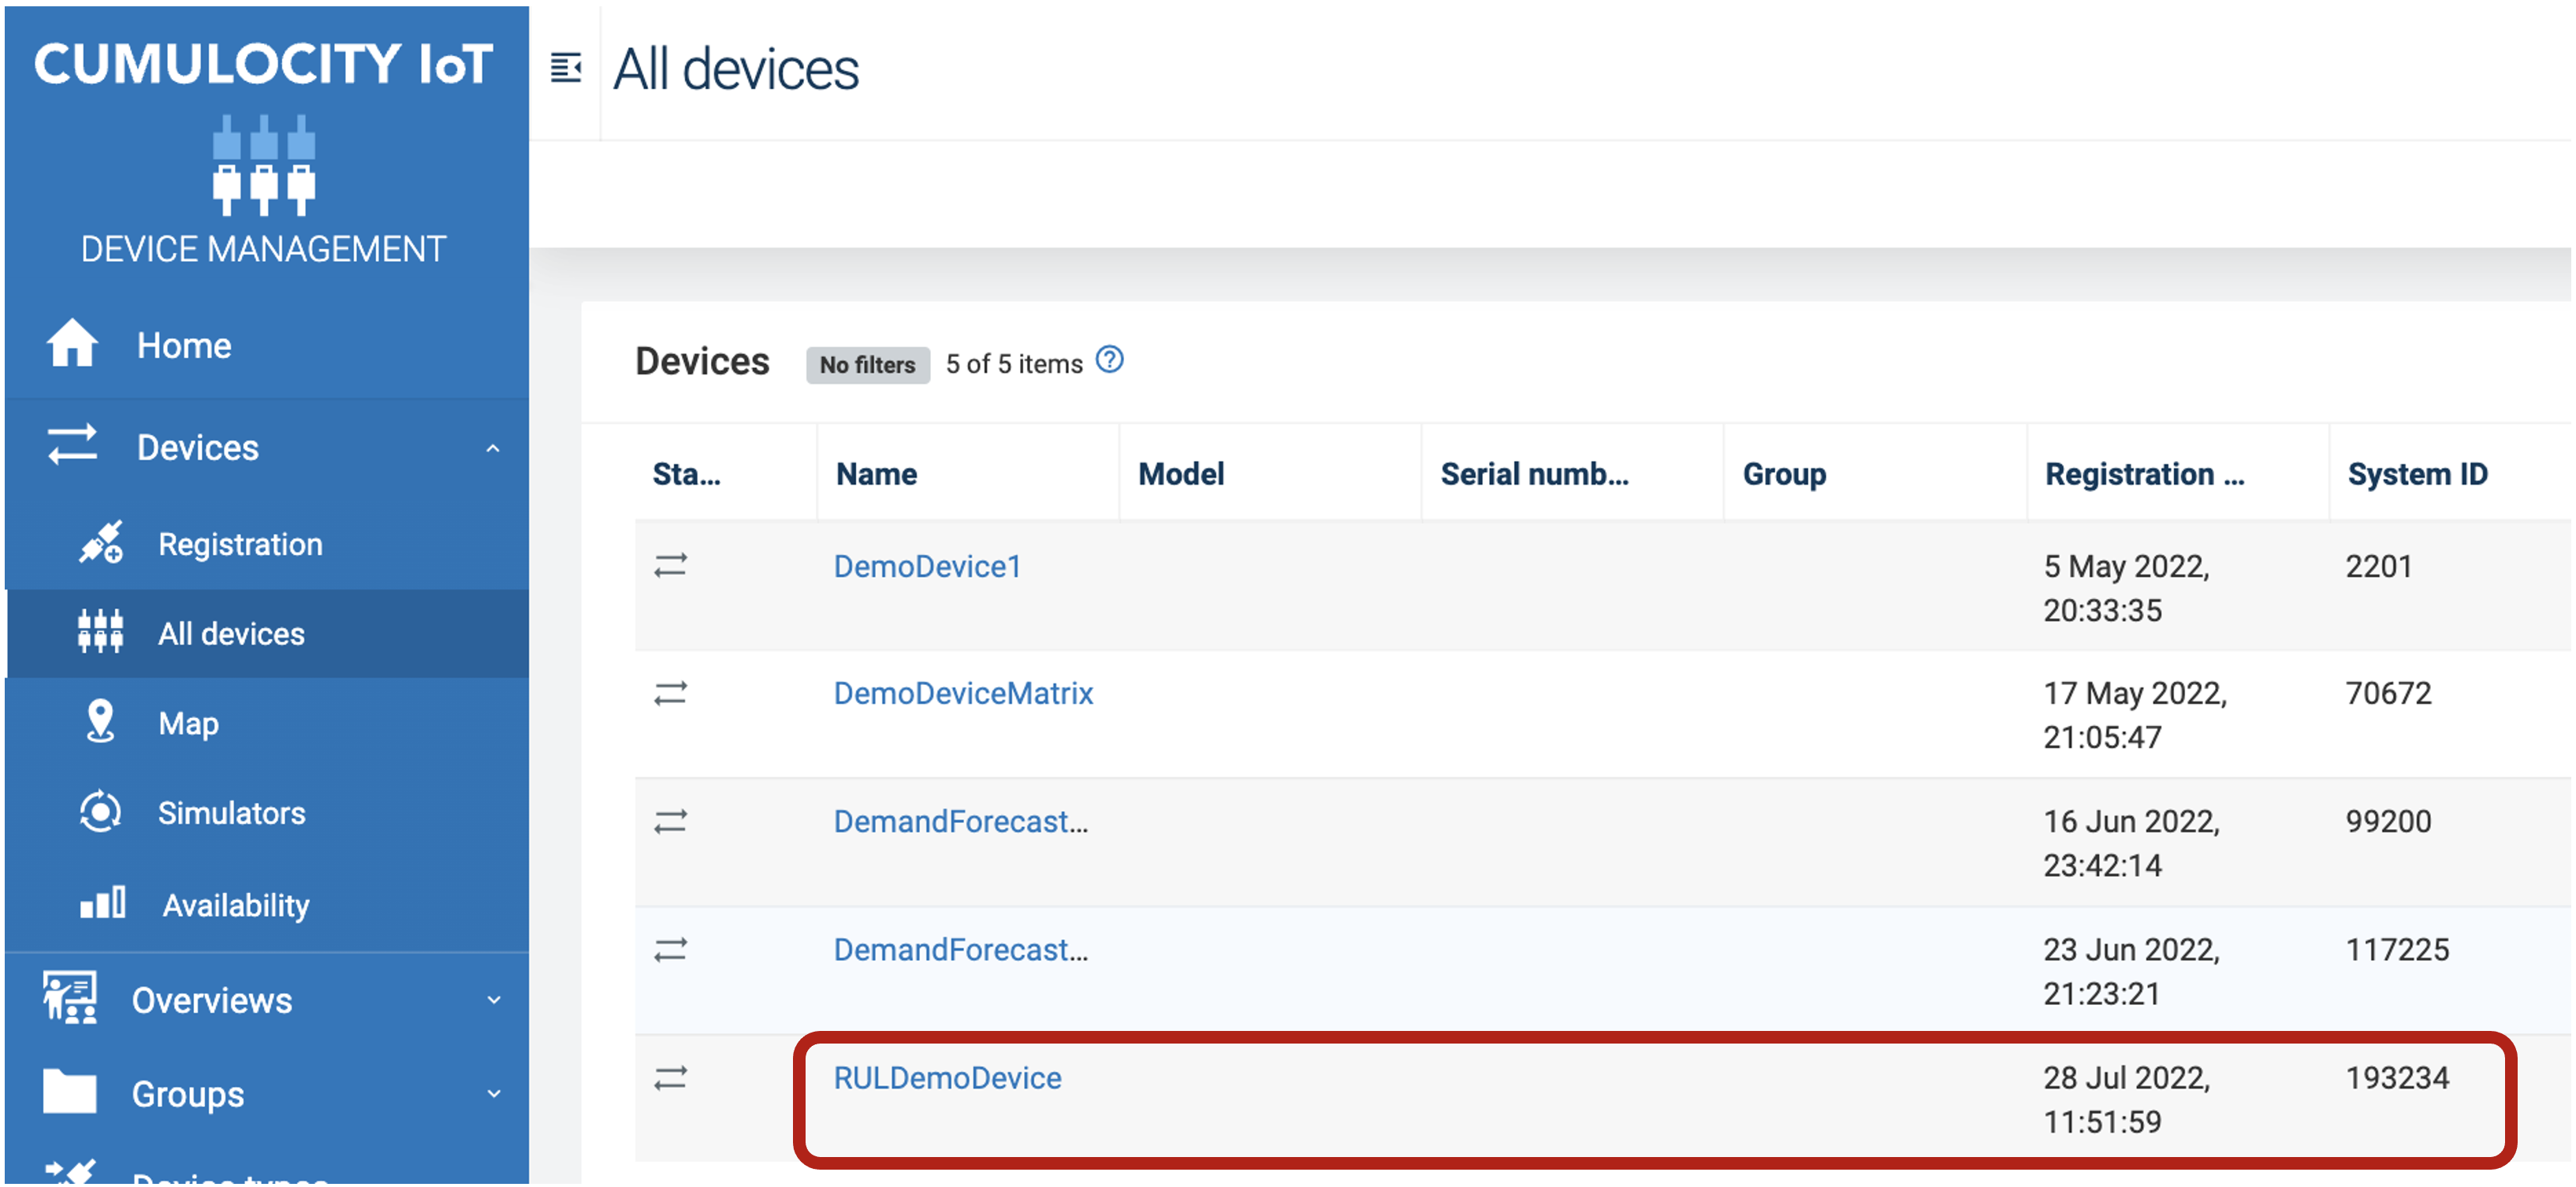 CUMULOCITY IoT
DEVICE MANAGEMENT
Home
Devices
Registration
All devices
Map
Simulators
Availability
Overviews
Groups
Device types
All devices
Devices No filters 5 of 5 items ?
Sta... Name Model Serial numb... Group Registration ... System ID
DemoDevice1 5 May 2022, 2201
20:33:35
DemoDeviceMatrix 17 May 2022, 70672
21:05:47
DemandForecast... 16 Jun 2022, 99200
23:42:14
DemandForecast... 23 Jun 2022, 117225
21:23:21
RULDemoDevice 28 Jul 2022, 193234
11:51:59